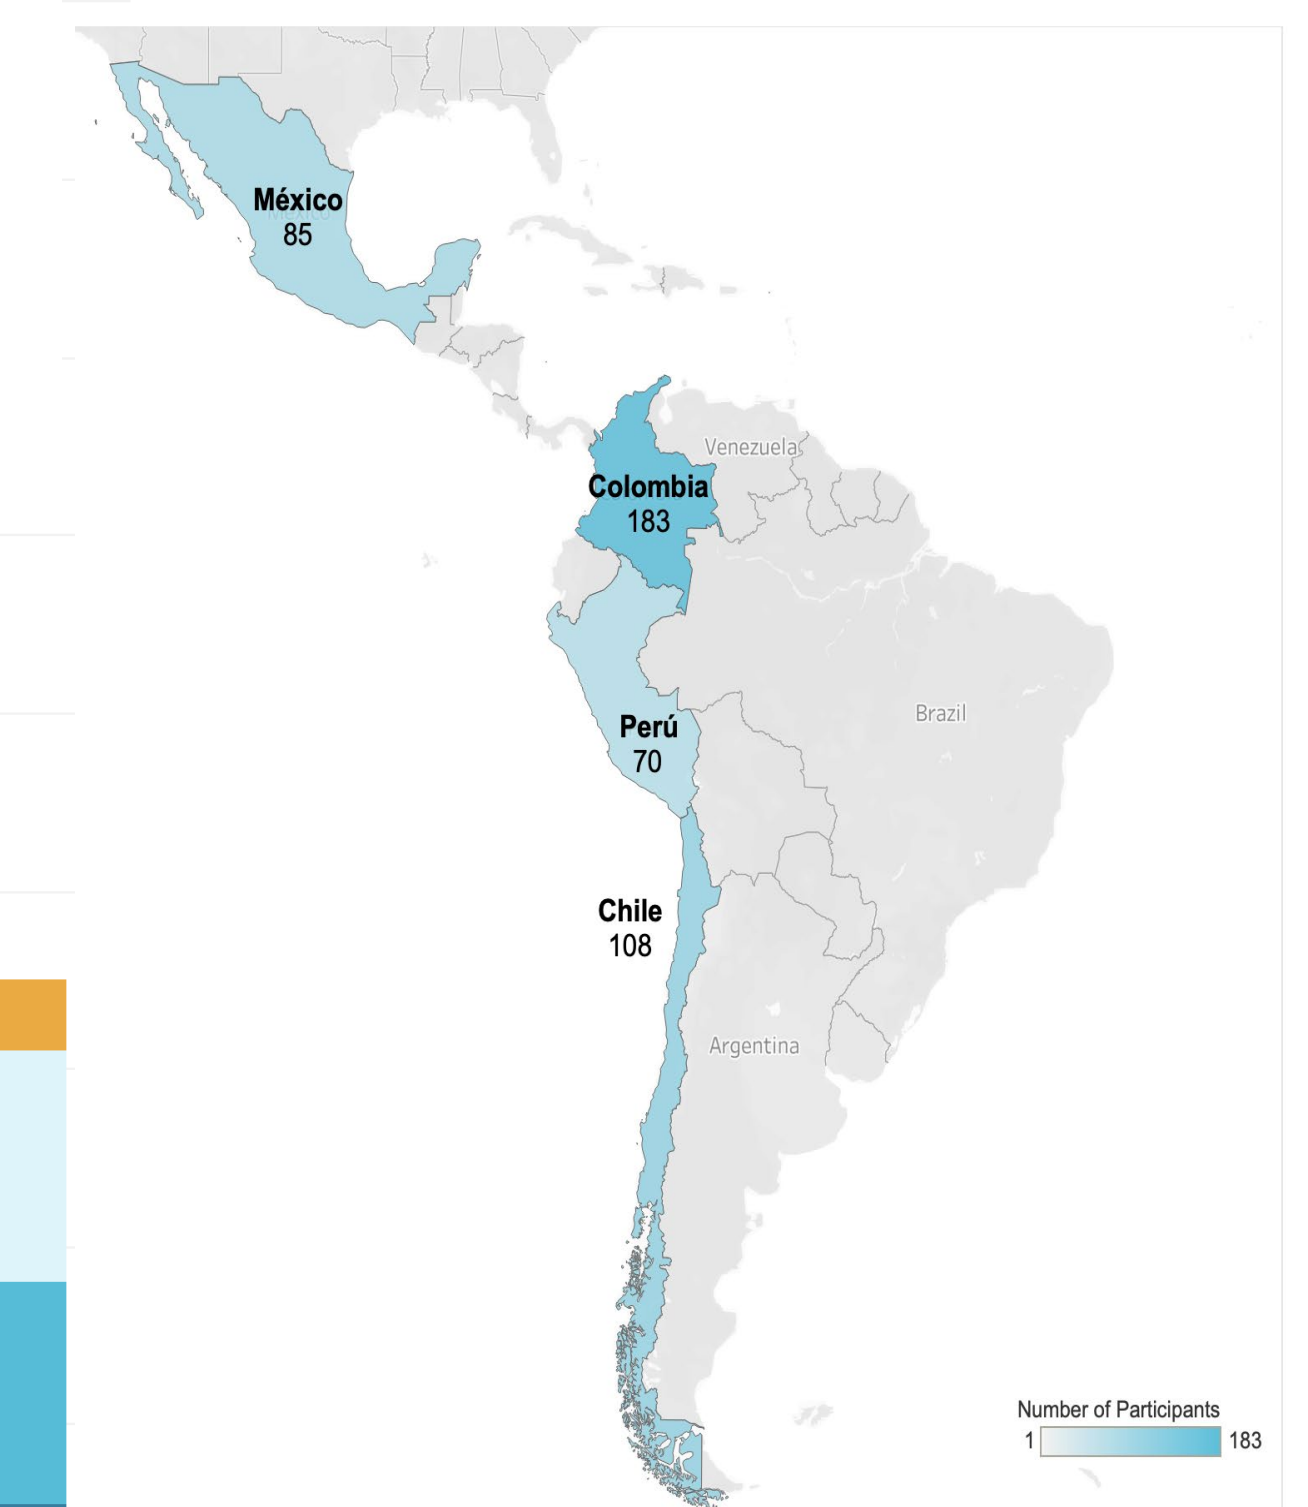 México
85
Venezuela
Colombia
183
Brazil
Perú
70
Chile
108
Argentina
Number of Participants
1 183